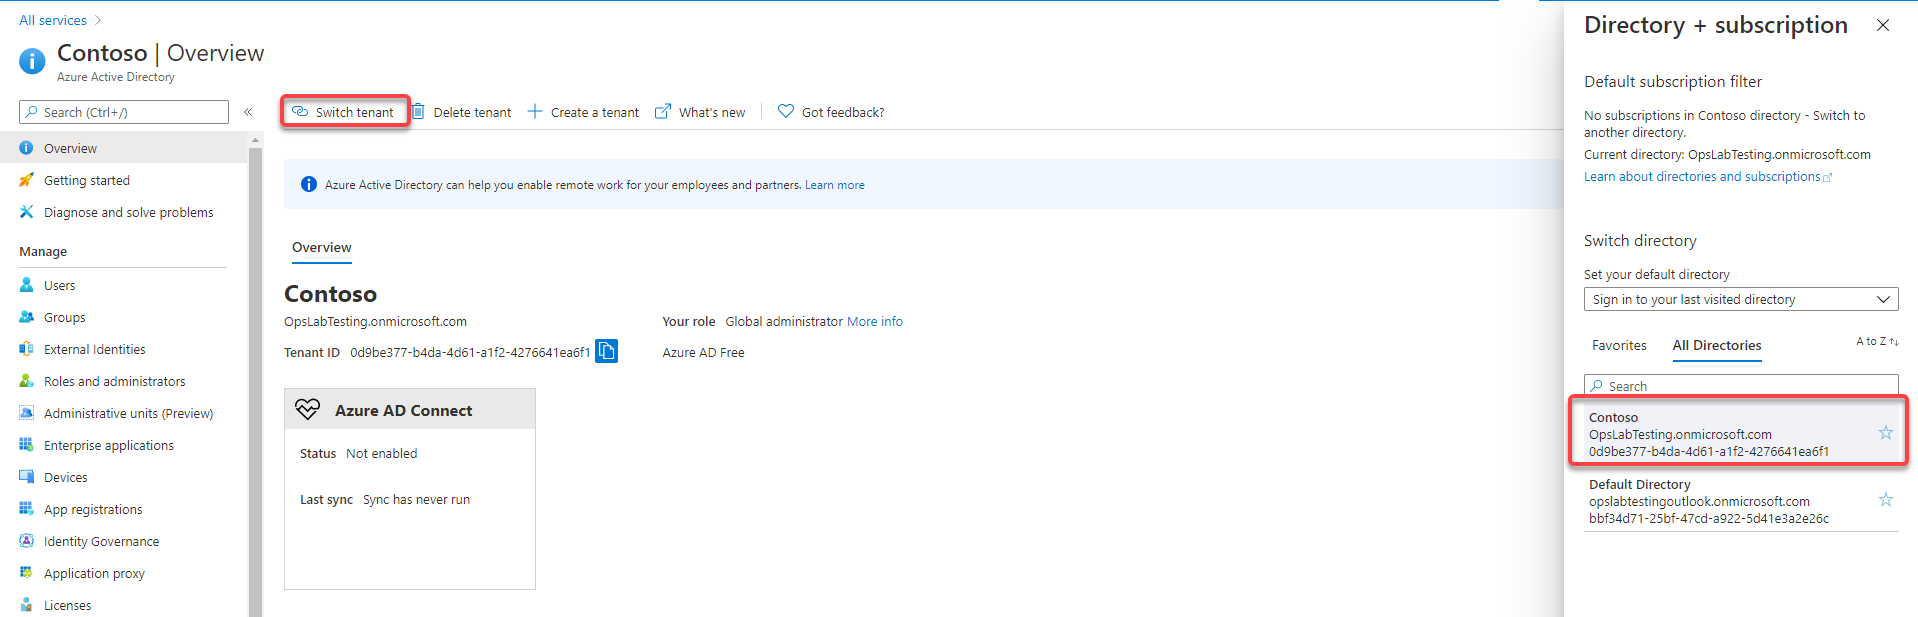 All services
Contoso | Overview
Azure Active Directory
Search (Ctrl+/)
Overview
Getting started
Diagnose and solve problems
Manage
Users
Groups
External Identities
Roles and administrators
Administrative units (Preview)
Enterprise applications
Devices
App registrations
Identity Governance
Application proxy
Licenses
Switch tenant
Delete tenant
Create a tenant
What's new
Got feedback?
Azure Active Directory can help you enable remote work for your employees and partners. Learn more
Overview
Contoso
OpsLabTesting.onmicrosoft.com
Tenant ID 0d9be377-b4da-4d61-a1f2-4276641ea6f1
Your role Global administrator More info
Azure AD Free
Azure AD Connect
Status Not enabled
Last sync Sync has never run
Directory + subscription
Default subscription filter
No subscriptions in Contoso directory - Switch to
another directory.
Current directory: OpsLabTesting.onmicrosoft.com
Learn about directories and subscriptions
Switch directory
Set your default directory
Sign in to your last visited directory
Favorites
All Directories
A to Z
Search
Contoso
OpsLabTesting.onmicrosoft.com
0d9be377-b4da-4d61-a1f2-4276641ea6f1
Default Directory
opslabtestingoutlook.onmicrosoft.com
bbf34d71-25bf-47cd-a922-5d41e3a2e26c